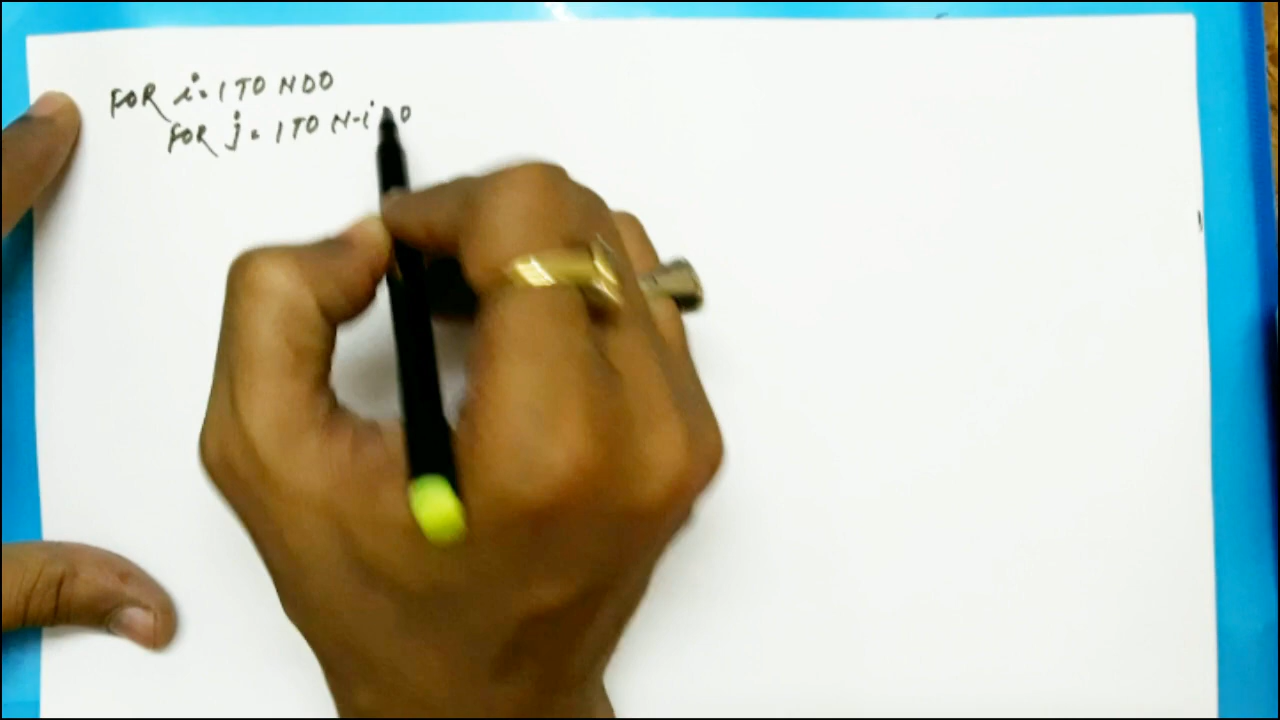 FOR i = 1 TO N DO
FOR j = 1 TO N-i